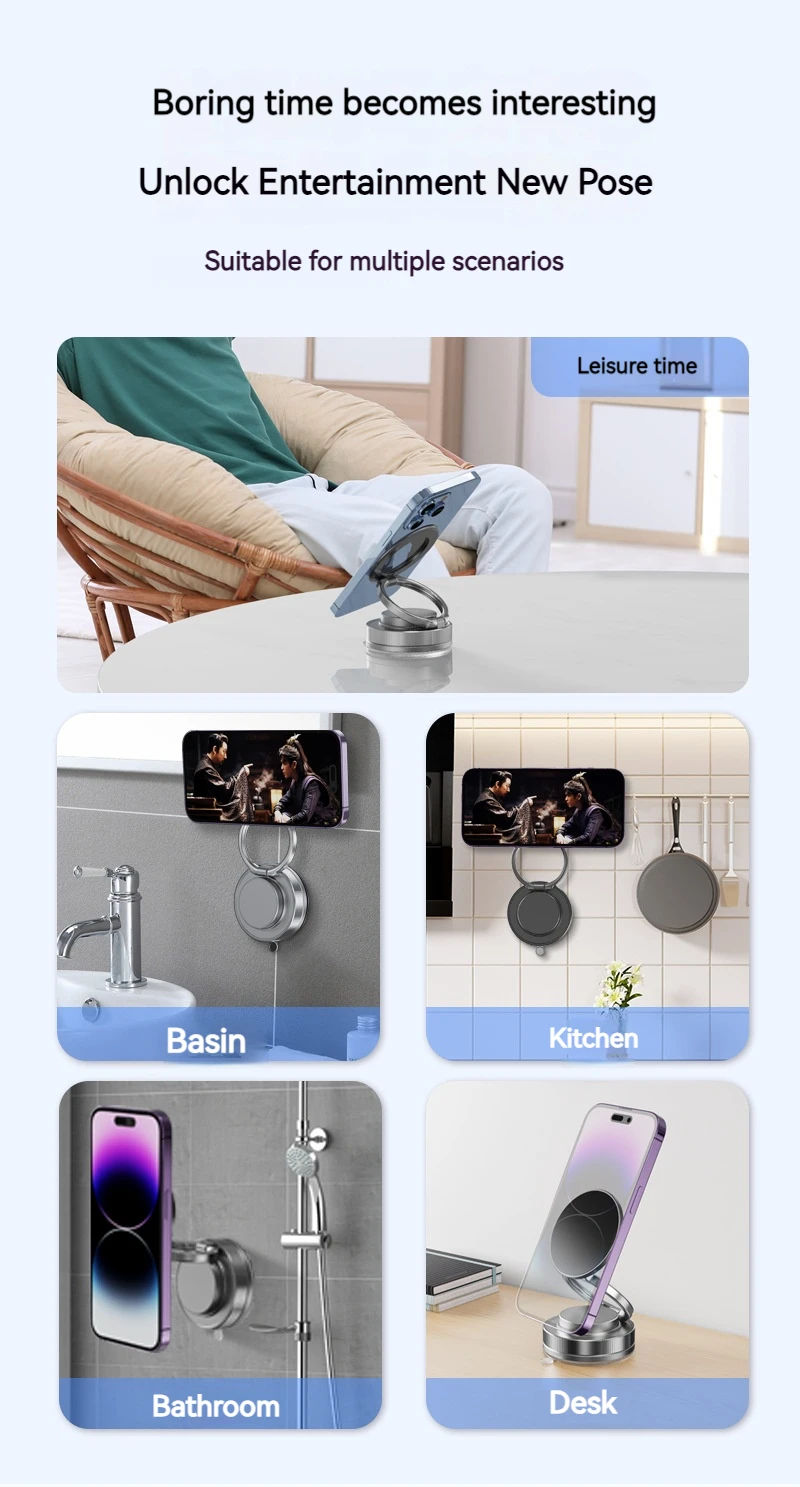 Boring time becomes interesting
Unlock Entertainment New Pose
Suitable for multiple scenarios
Leisure time
Basin
Kitchen
Bathroom
Desk